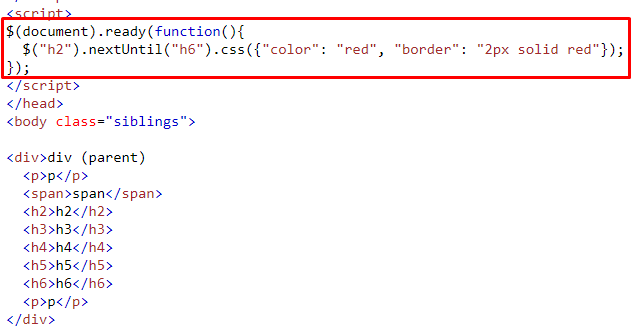 <script>
$(document).ready(function(){
  $("h2").nextUntil("h6").css({"color": "red", "border": "2px solid red"});
});
</script>
</head>
<body class="siblings">

<div>div (parent)
  <p>p</p>
  <span>span</span>
  <h2>h2</h2>
  <h3>h3</h3>
  <h4>h4</h4>
  <h5>h5</h5>
  <h6>h6</h6>
  <p>p</p>
</div>